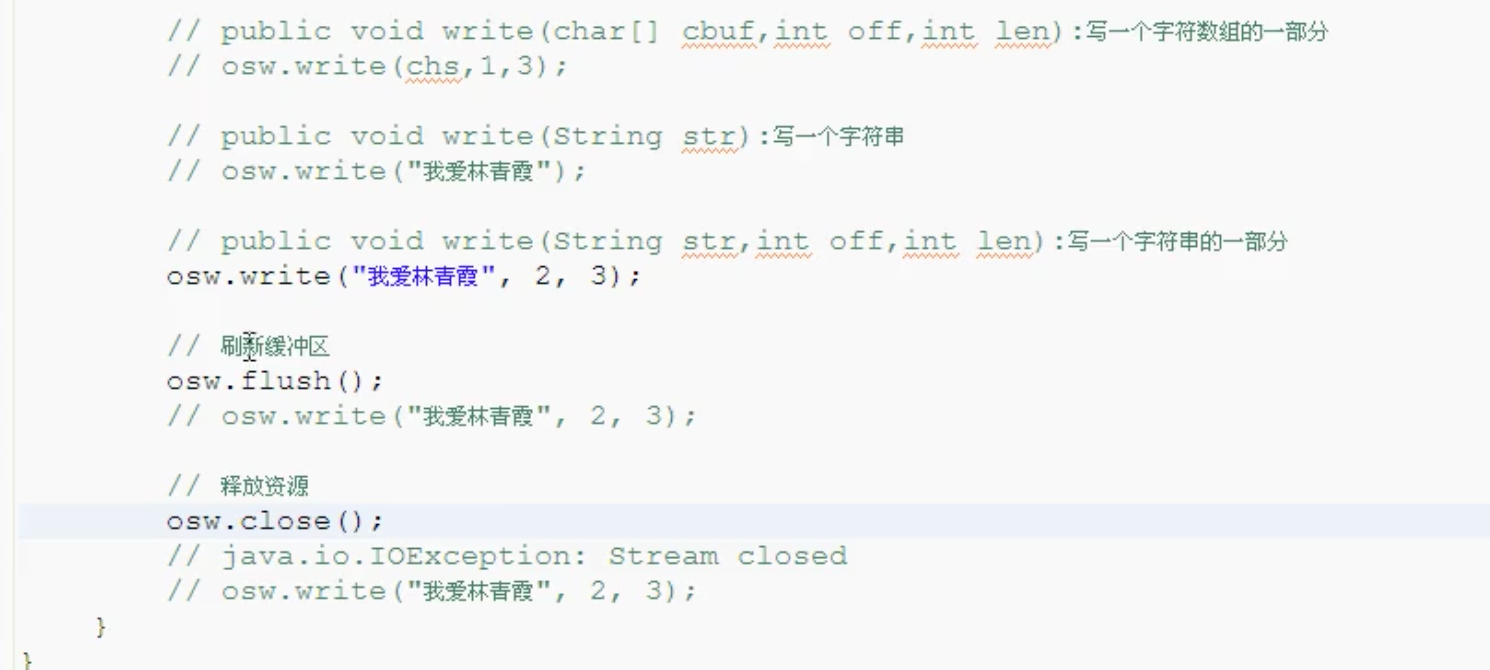 // public void write(char[] cbuf,int off,int len):写一个字符数组的一部分
// osw.write(chs,1,3);
// public void write(String str):写一个字符串
// osw.write("我爱林青霞");
// public void write(String str,int off,int len):写一个字符串的一部分
osw.write("我爱林青霞", 2, 3);
// 刷新缓冲区
osw.flush();
// osw.write("我爱林青霞", 2, 3);
// 释放资源
osw.close();
// java.io.IOException: Stream closed
// osw.write("我爱林青霞", 2, 3);
}
}